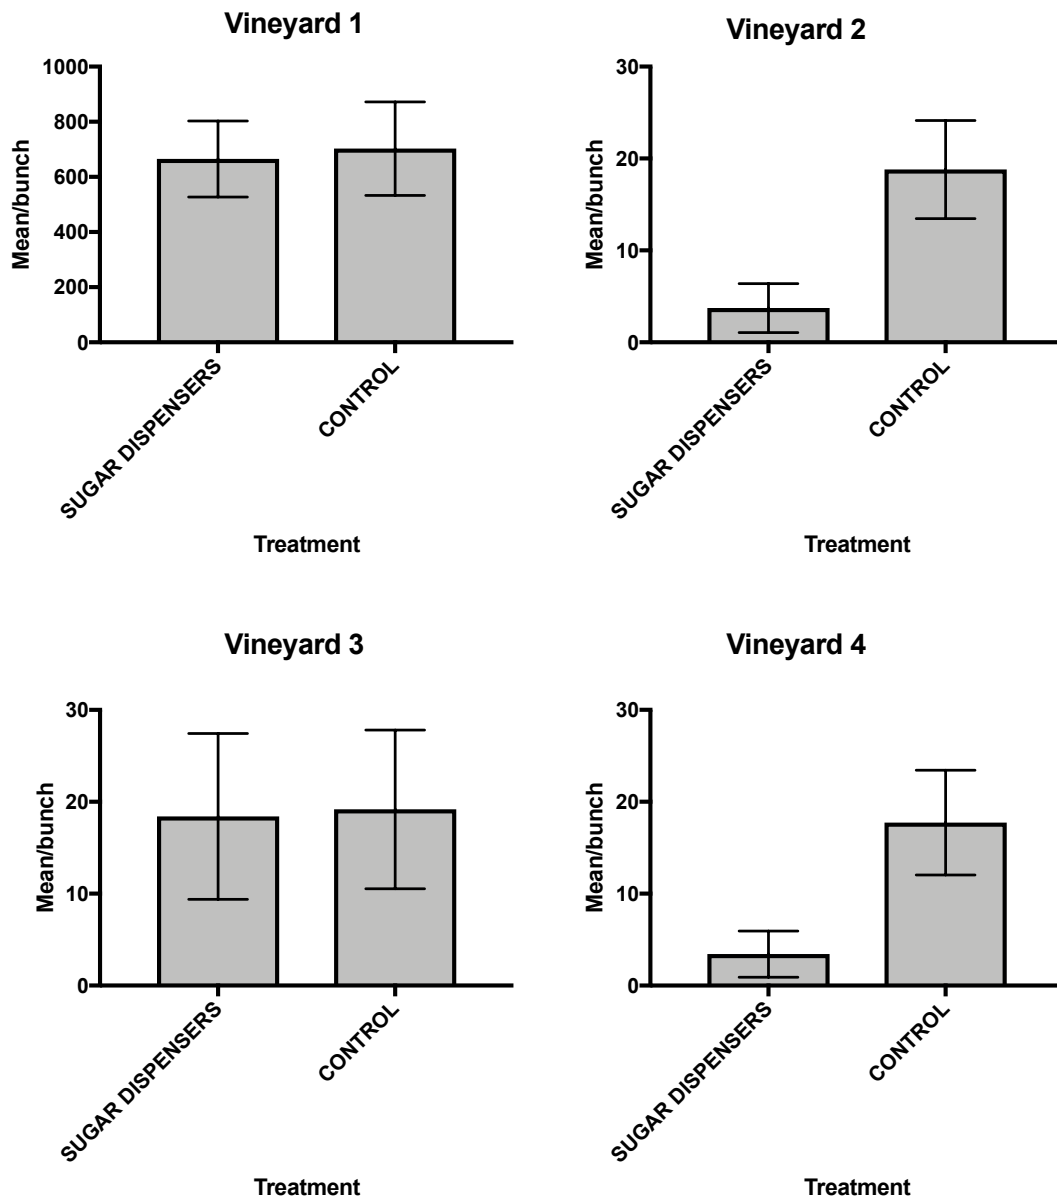 Vineyard 1
1000
800
600
400
200
0
Mean/bunch
SUGAR DISPENSERS
CONTROL
Treatment
Vineyard 2
30
20
10
0
Mean/bunch
SUGAR DISPENSERS
CONTROL
Treatment
Vineyard 3
30
20
10
0
Mean/bunch
SUGAR DISPENSERS
CONTROL
Treatment
Vineyard 4
30
20
10
0
Mean/bunch
SUGAR DISPENSERS
CONTROL
Treatment